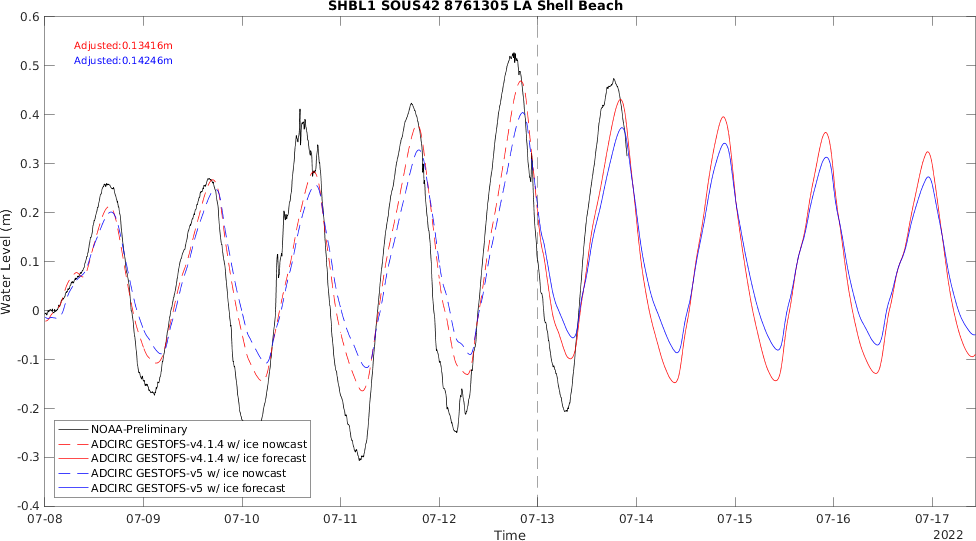 SHBL1 SOUS42 8761305 LA Shell Beach
Adjusted:0.13416m
Adjusted:0.14246m
0.6
0.5
0.4
0.3
0.2
0.1
0
-0.1
-0.2
-0.3
-0.4
Water Level (m)
NOAA-Preliminary
ADCIRC GESTOFS-v4.1.4 w/ ice nowcast
ADCIRC GESTOFS-v4.1.4 w/ ice forecast
ADCIRC GESTOFS-v5 w/ ice nowcast
ADCIRC GESTOFS-v5 w/ ice forecast
07-08 07-09 07-10 07-11 07-12 07-13 07-14 07-15 07-16 07-17
Time
2022